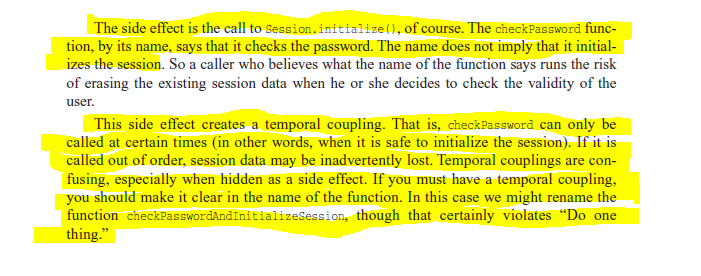 The side effect is the call to Session.initialize(), of course. The checkPassword func-
tion, by its name, says that it checks the password. The name does not imply that it initial-
izes the session. So a caller who believes what the name of the function says runs the risk
of erasing the existing session data when he or she decides to check the validity of the
user.
This side effect creates a temporal coupling. That is, checkPassword can only be
called at certain times (in other words, when it is safe to initialize the session). If it is
called out of order, session data may be inadvertently lost. Temporal couplings are con-
fusing, especially when hidden as a side effect. If you must have a temporal coupling,
you should make it clear in the name of the function. In this case we might rename the
function checkPasswordAndInitializeSession, though that certainly violates “Do one
thing.”